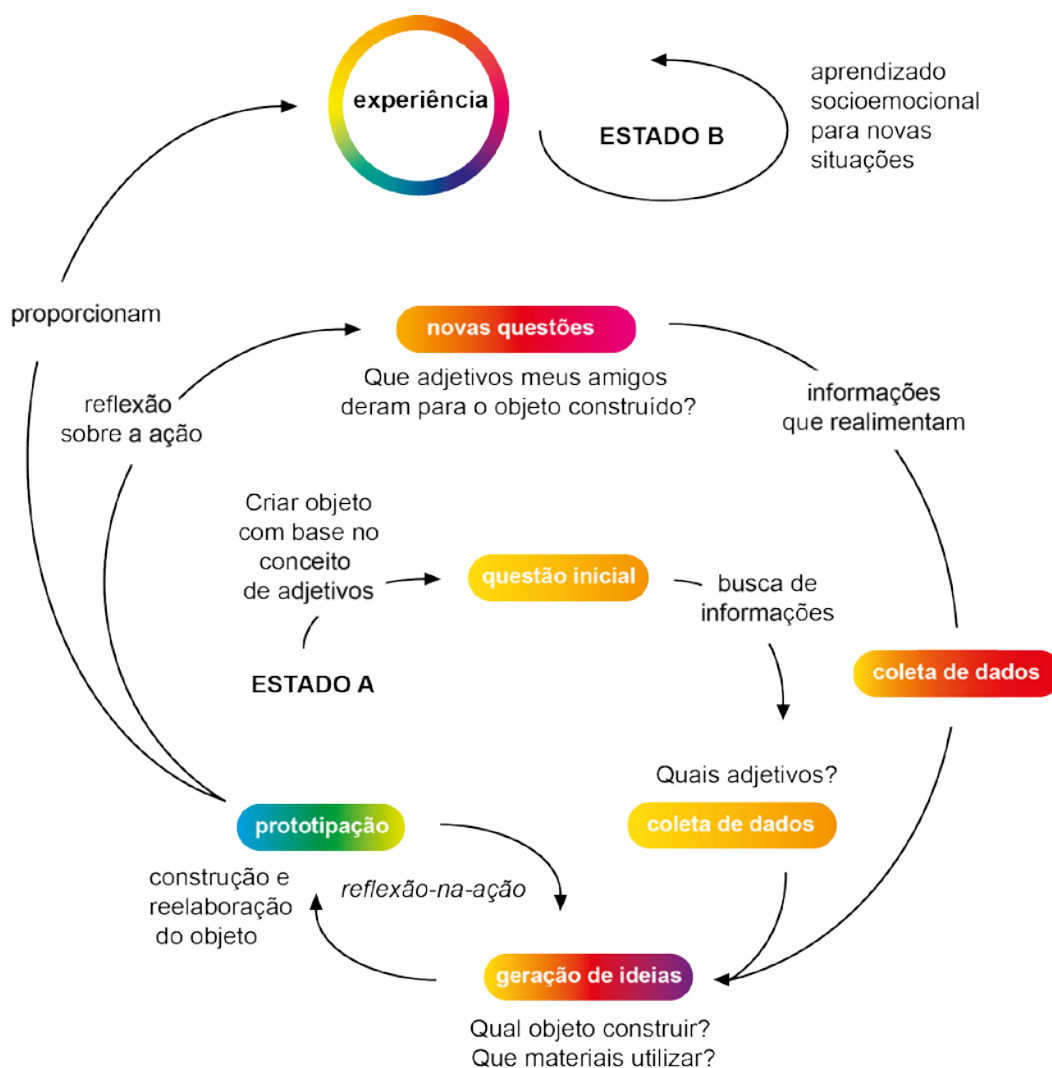 experiência
ESTADO B
aprendizado
socioemocional
para novas
situações
proporcionam
novas questões
Que adjetivos meus amigos
deram para o objeto construído?
reflexão
sobre a ação
informações
que realimentam
Criar objeto
com base no
conceito
de adjetivos
questão inicial
busca de
informações
ESTADO A
coleta de dados
Quais adjetivos?
coleta de dados
prototipação
construção e
reelaboração
do objeto
reflexão-na-ação
geração de ideias
Qual objeto construir?
Que materiais utilizar?